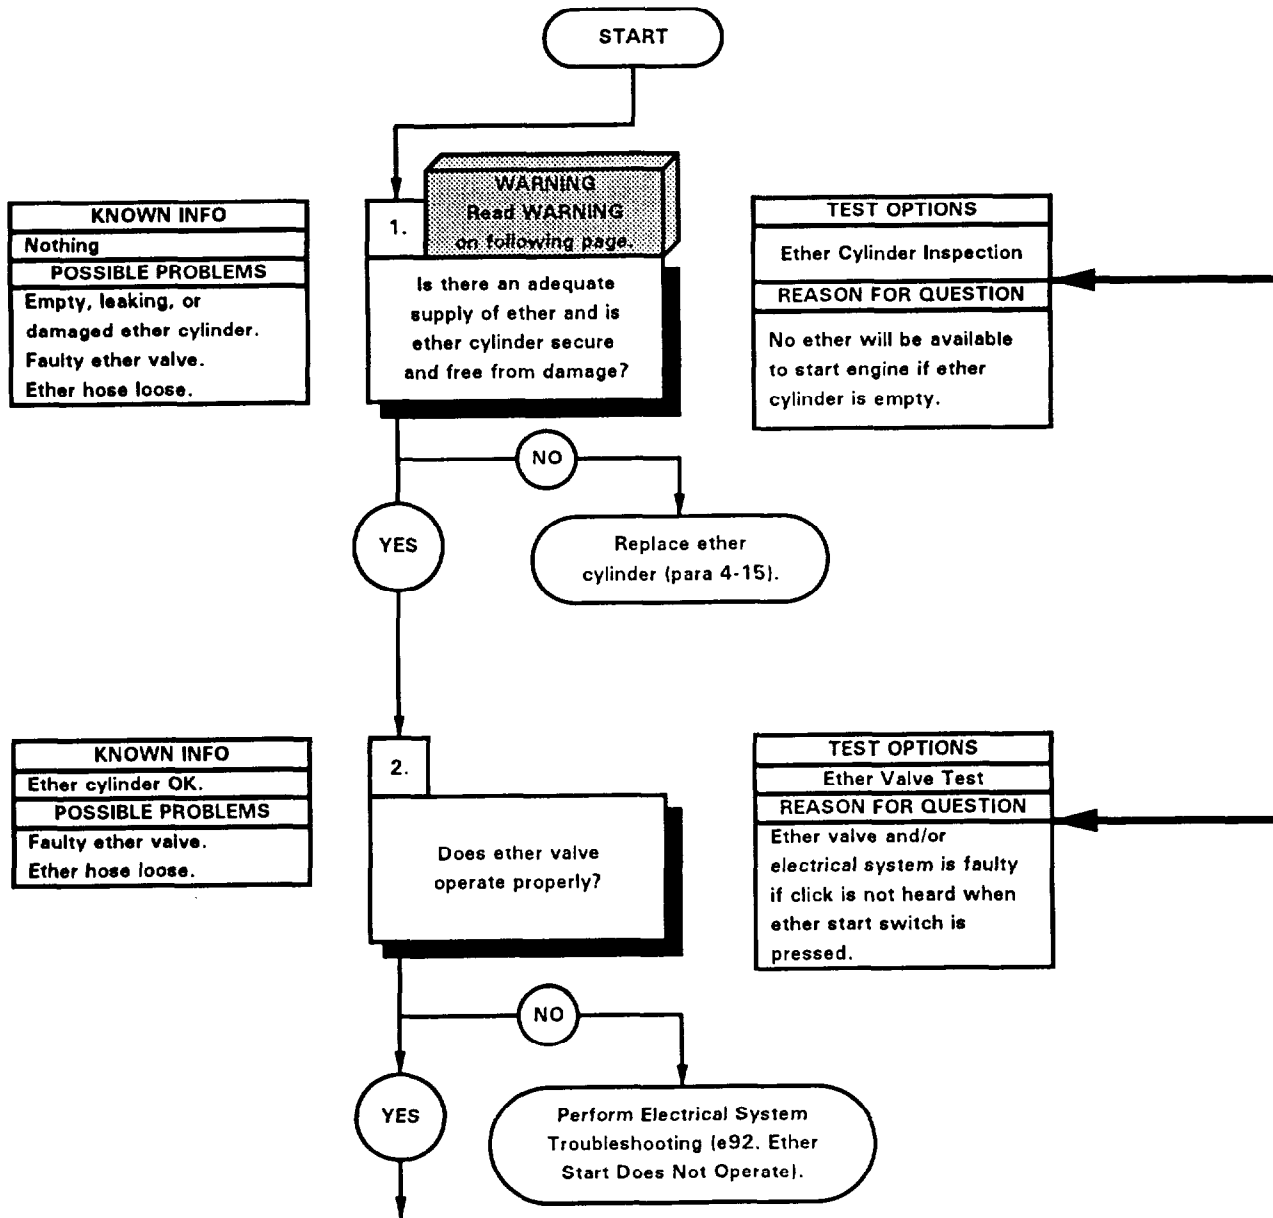 START
KNOWN INFO
Nothing
POSSIBLE PROBLEMS
Empty, leaking, or
damaged ether cylinder.
Faulty ether valve.
Ether hose loose.
1.
WARNING
Read WARNING
on following page.
Is there an adequate
supply of ether and is
ether cylinder secure
and free from damage?
TEST OPTIONS
Ether Cylinder Inspection
REASON FOR QUESTION
No ether will be available
to start engine if ether
cylinder is empty.
NO
YES
Replace ether
cylinder (para 4-15).
KNOWN INFO
Ether cylinder OK.
POSSIBLE PROBLEMS
Faulty ether valve.
Ether hose loose.
2.
Does ether valve
operate properly?
TEST OPTIONS
Ether Valve Test
REASON FOR QUESTION
Ether valve and/or
electrical system is faulty
if click is not heard when
ether start switch is
pressed.
NO
YES
Perform Electrical System
Troubleshooting (e92. Ether
Start Does Not Operate).